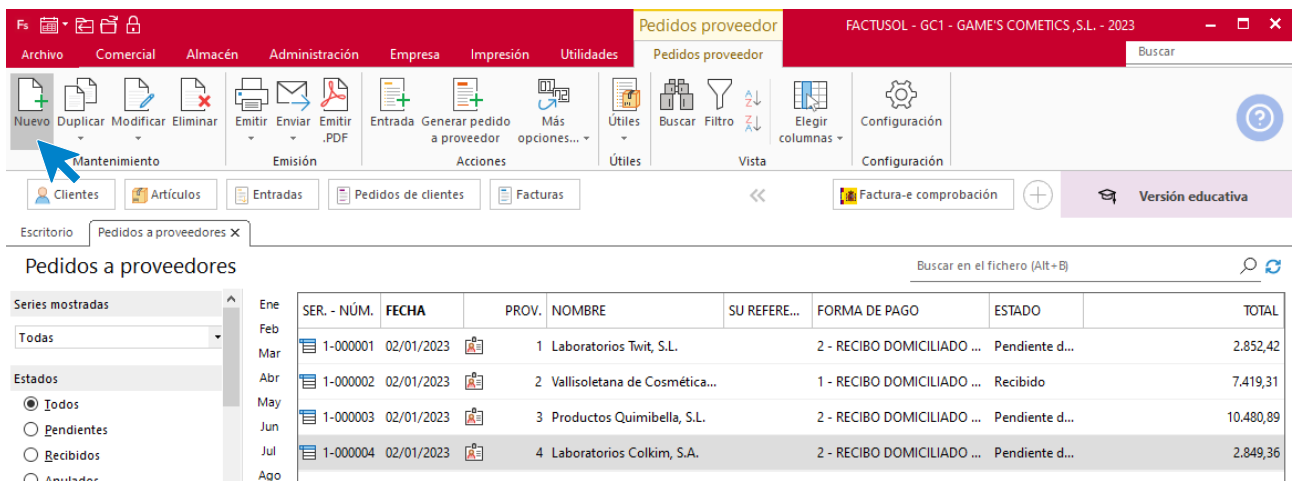 Fs
Pedidos proveedor
FACTUSOL - GC1 - GAME'S COMETICS ,S.L. - 2023
Archivo Comercial Almacén Administración Empresa Impresión Utilidades Pedidos proveedor Buscar
Nuevo Duplicar Modificar Eliminar Emitir Enviar Emitir .PDF Entrada Generar pedido a proveedor Más opciones... Útiles Buscar Filtro Elegir columnas Configuración
Mantenimiento Emisión Acciones Útiles Vista Configuración
Clientes Artículos Entradas Pedidos de clientes Facturas Factura-e comprobación Versión educativa
Escritorio Pedidos a proveedores X
Pedidos a proveedores Buscar en el fichero (Alt+B)
Series mostradas
Todas
Estados
Todos
Pendientes
Recibidos
Anulados
Ene
Feb
Mar
Abr
May
Jun
Jul
Ago
SER. - NÚM. FECHA PROV. NOMBRE SU REFERE... FORMA DE PAGO ESTADO TOTAL
1-000001 02/01/2023 1 Laboratorios Twit, S.L. 2 - RECIBO DOMICILIADO ... Pendiente d... 2.852,42
1-000002 02/01/2023 2 Vallisoletana de Cosmética... 1 - RECIBO DOMICILIADO ... Recibido 7.419,31
1-000003 02/01/2023 3 Productos Quimibella, S.L. 2 - RECIBO DOMICILIADO ... Pendiente d... 10.480,89
1-000004 02/01/2023 4 Laboratorios Colkim, S.A. 2 - RECIBO DOMICILIADO ... Pendiente d... 2.849,36